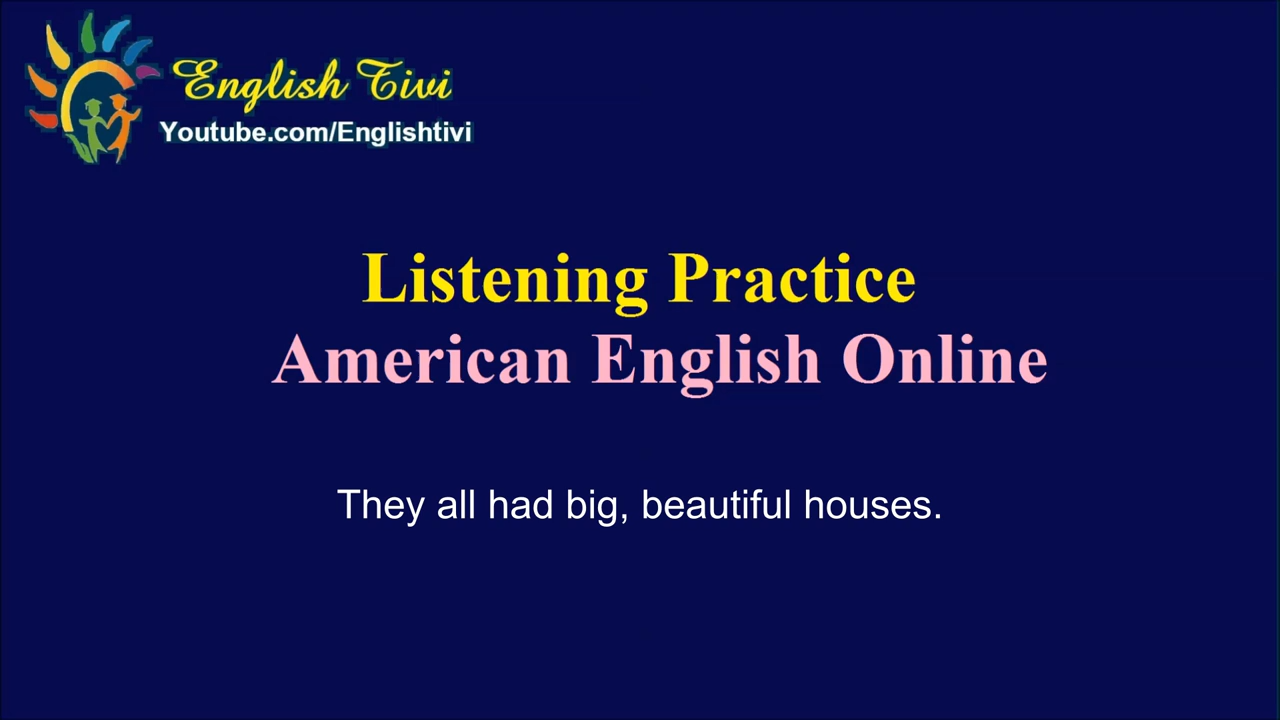 English Tivi
Youtube.com/Englishtivi
Listening Practice
American English Online
They all had big, beautiful houses.